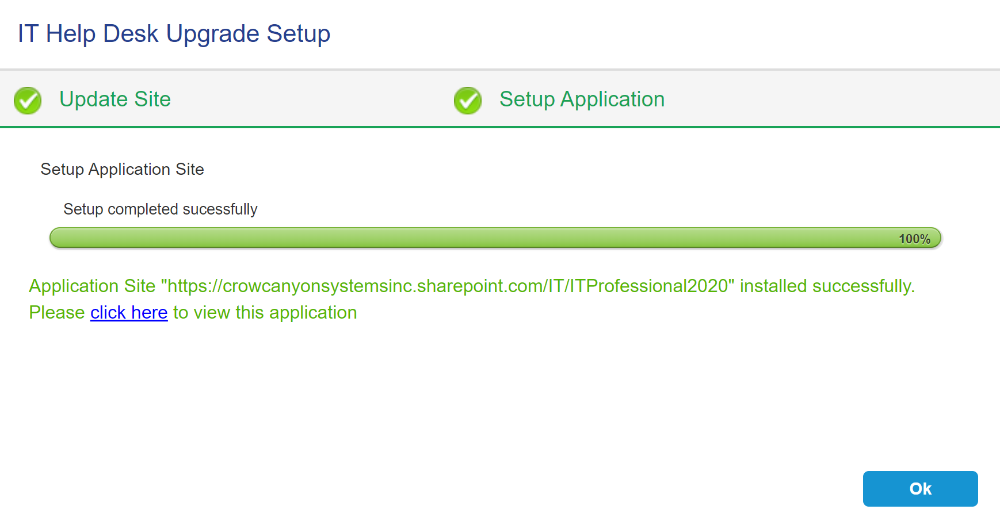 IT Help Desk Upgrade Setup
Update Site
Setup Application
Setup Application Site
Setup completed sucessfully
100%
Application Site "https://crowcanyonsystemsinc.sharepoint.com/IT/ITProfessional2020" installed successfully.
Please click here to view this application
Ok